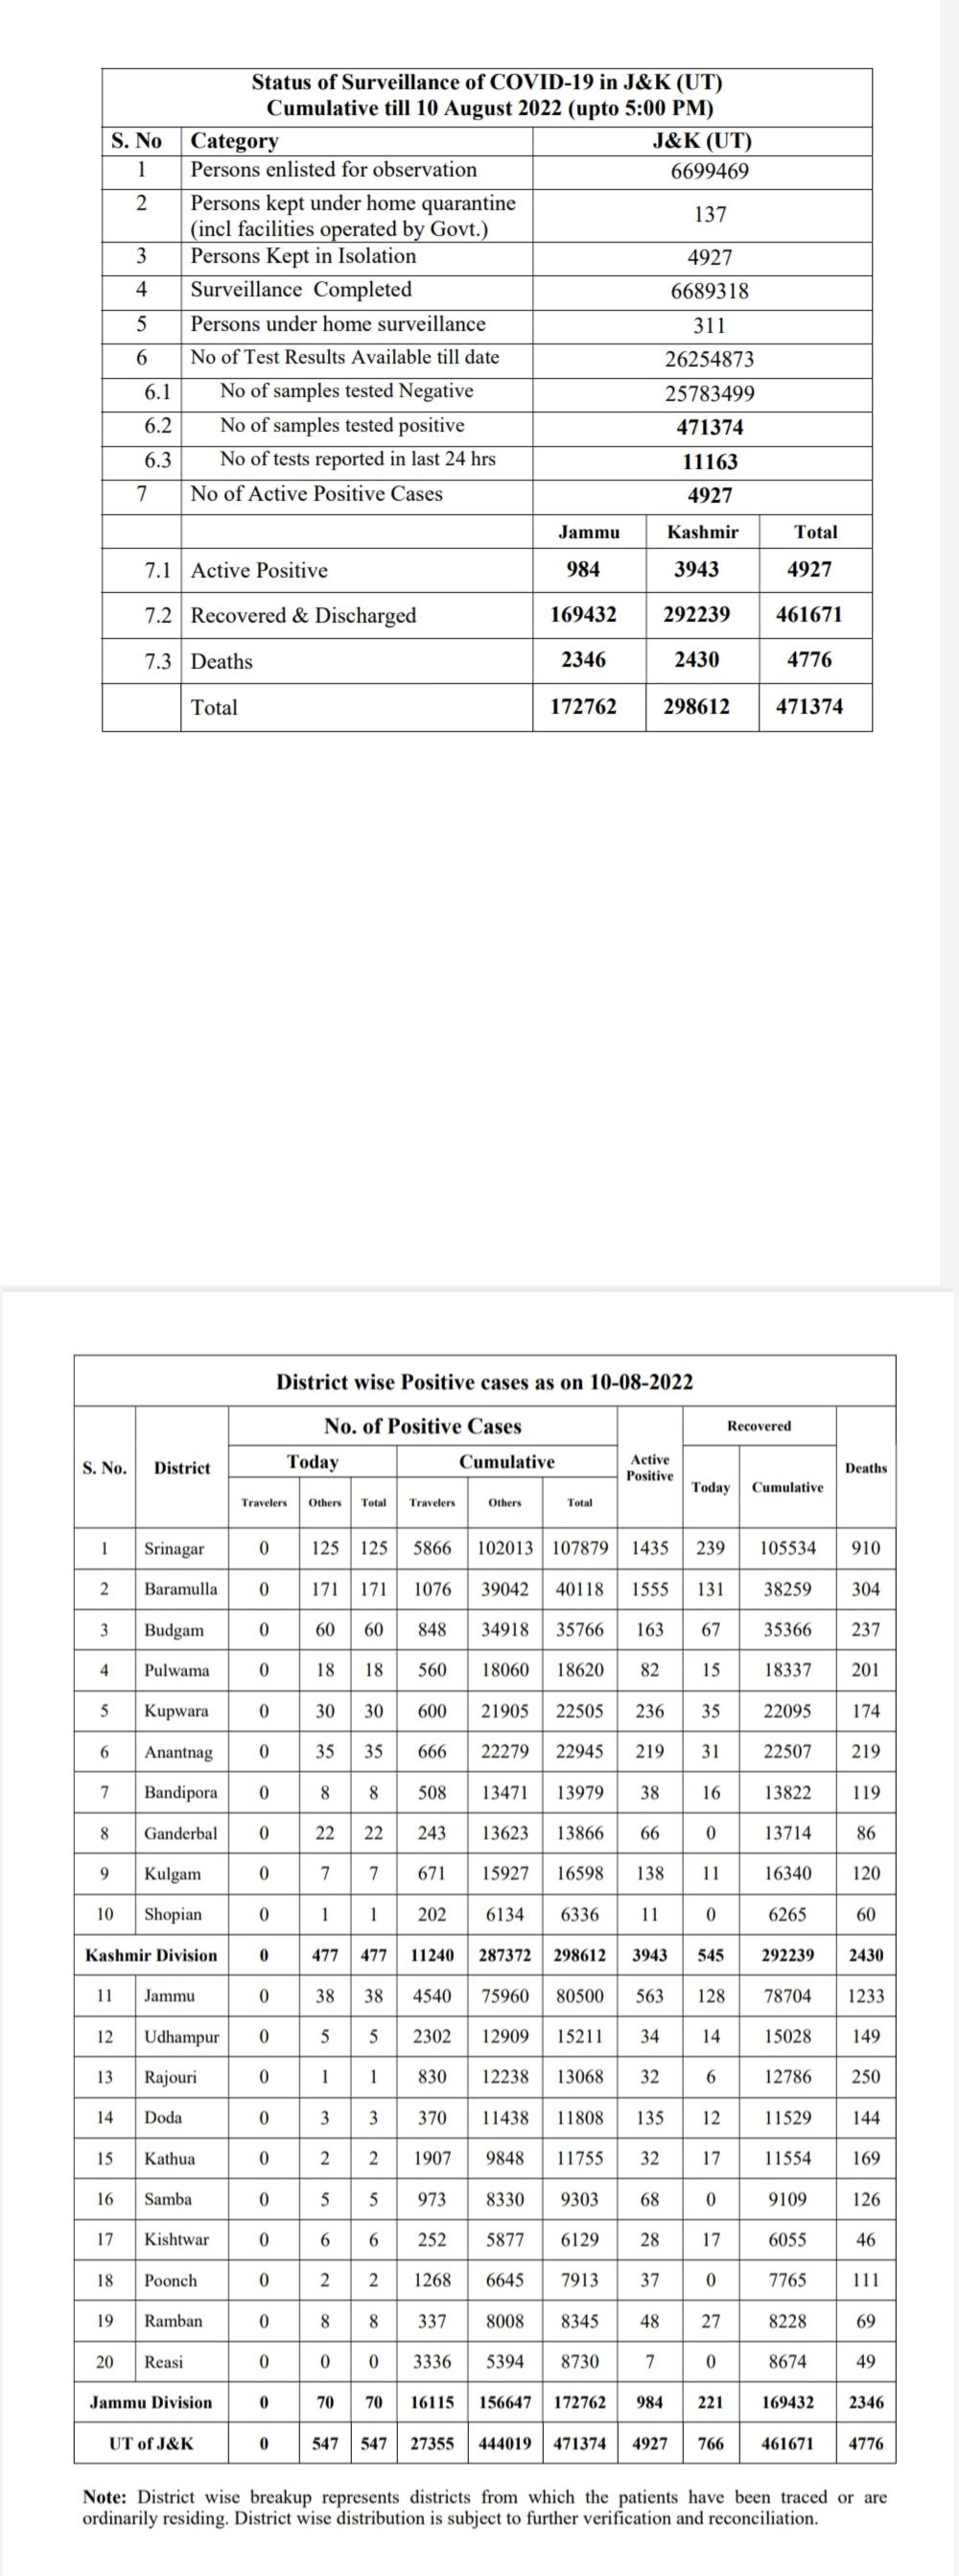 Status of Surveillance of COVID-19 in J&K (UT)
Cumulative till 10 August 2022 (upto 5:00 PM)
S. No Category J&K (UT)
1 Persons enlisted for observation 6699469
2 Persons kept under home quarantine
(incl facilities operated by Govt.) 137
3 Persons Kept in Isolation 4927
4 Surveillance Completed 6689318
5 Persons under home surveillance 311
6 No of Test Results Available till date 26254873
6.1 No of samples tested Negative 25783499
6.2 No of samples tested positive 471374
6.3 No of tests reported in last 24 hrs 11163
7 No of Active Positive Cases 4927
Jammu Kashmir Total
7.1 Active Positive 984 3943 4927
7.2 Recovered & Discharged 169432 292239 461671
7.3 Deaths 2346 2430 4776
Total 172762 298612 471374
District wise Positive cases as on 10-08-2022
No. of Positive Cases Recovered
S. No. District Today Cumulative Active
Positive Deaths
Today Cumulative
Travelers Others Total Travelers Others Total
1 Srinagar 0 125 125 5866 102013 107879 1435 239 105534 910
2 Baramulla 0 171 171 1076 39042 40118 1555 131 38259 304
3 Budgam 0 60 60 848 34918 35766 163 67 35366 237
4 Pulwama 0 18 18 560 18060 18620 82 15 18337 201
5 Kupwara 0 30 30 600 21905 22505 236 35 22095 174
6 Anantnag 0 35 35 666 22279 22945 219 31 22507 219
7 Bandipora 0 8 8 508 13471 13979 38 16 13822 119
8 Ganderbal 0 22 22 243 13623 13866 66 0 13714 86
9 Kulgam 0 7 7 671 15927 16598 138 11 16340 120
10 Shopian 0 1 1 202 6134 6336 11 0 6265 60
Kashmir Division 0 477 477 11240 287372 298612 3943 545 292239 2430
11 Jammu 0 38 38 4540 75960 80500 563 128 78704 1233
12 Udhampur 0 5 5 2302 12909 15211 34 14 15028 149
13 Rajouri 0 1 1 830 12238 13068 32 6 12786 250
14 Doda 0 3 3 370 11438 11808 135 12 11529 144
15 Kathua 0 2 2 1907 9848 11755 32 17 11554 169
16 Samba 0 5 5 973 8330 9303 68 0 9109 126
17 Kishtwar 0 6 6 252 5877 6129 28 17 6055 46
18 Poonch 0 2 2 1268 6645 7913 37 0 7765 111
19 Ramban 0 8 8 337 8008 8345 48 27 8228 69
20 Reasi 0 0 0 3336 5394 8730 7 0 8674 49
Jammu Division 0 70 70 16115 156647 172762 984 221 169432 2346
UT of J&K 0 547 547 27355 444019 471374 4927 766 461671 4776
Note: District wise breakup represents districts from which the patients have been traced or are
ordinarily residing. District wise distribution is subject to further verification and reconciliation.